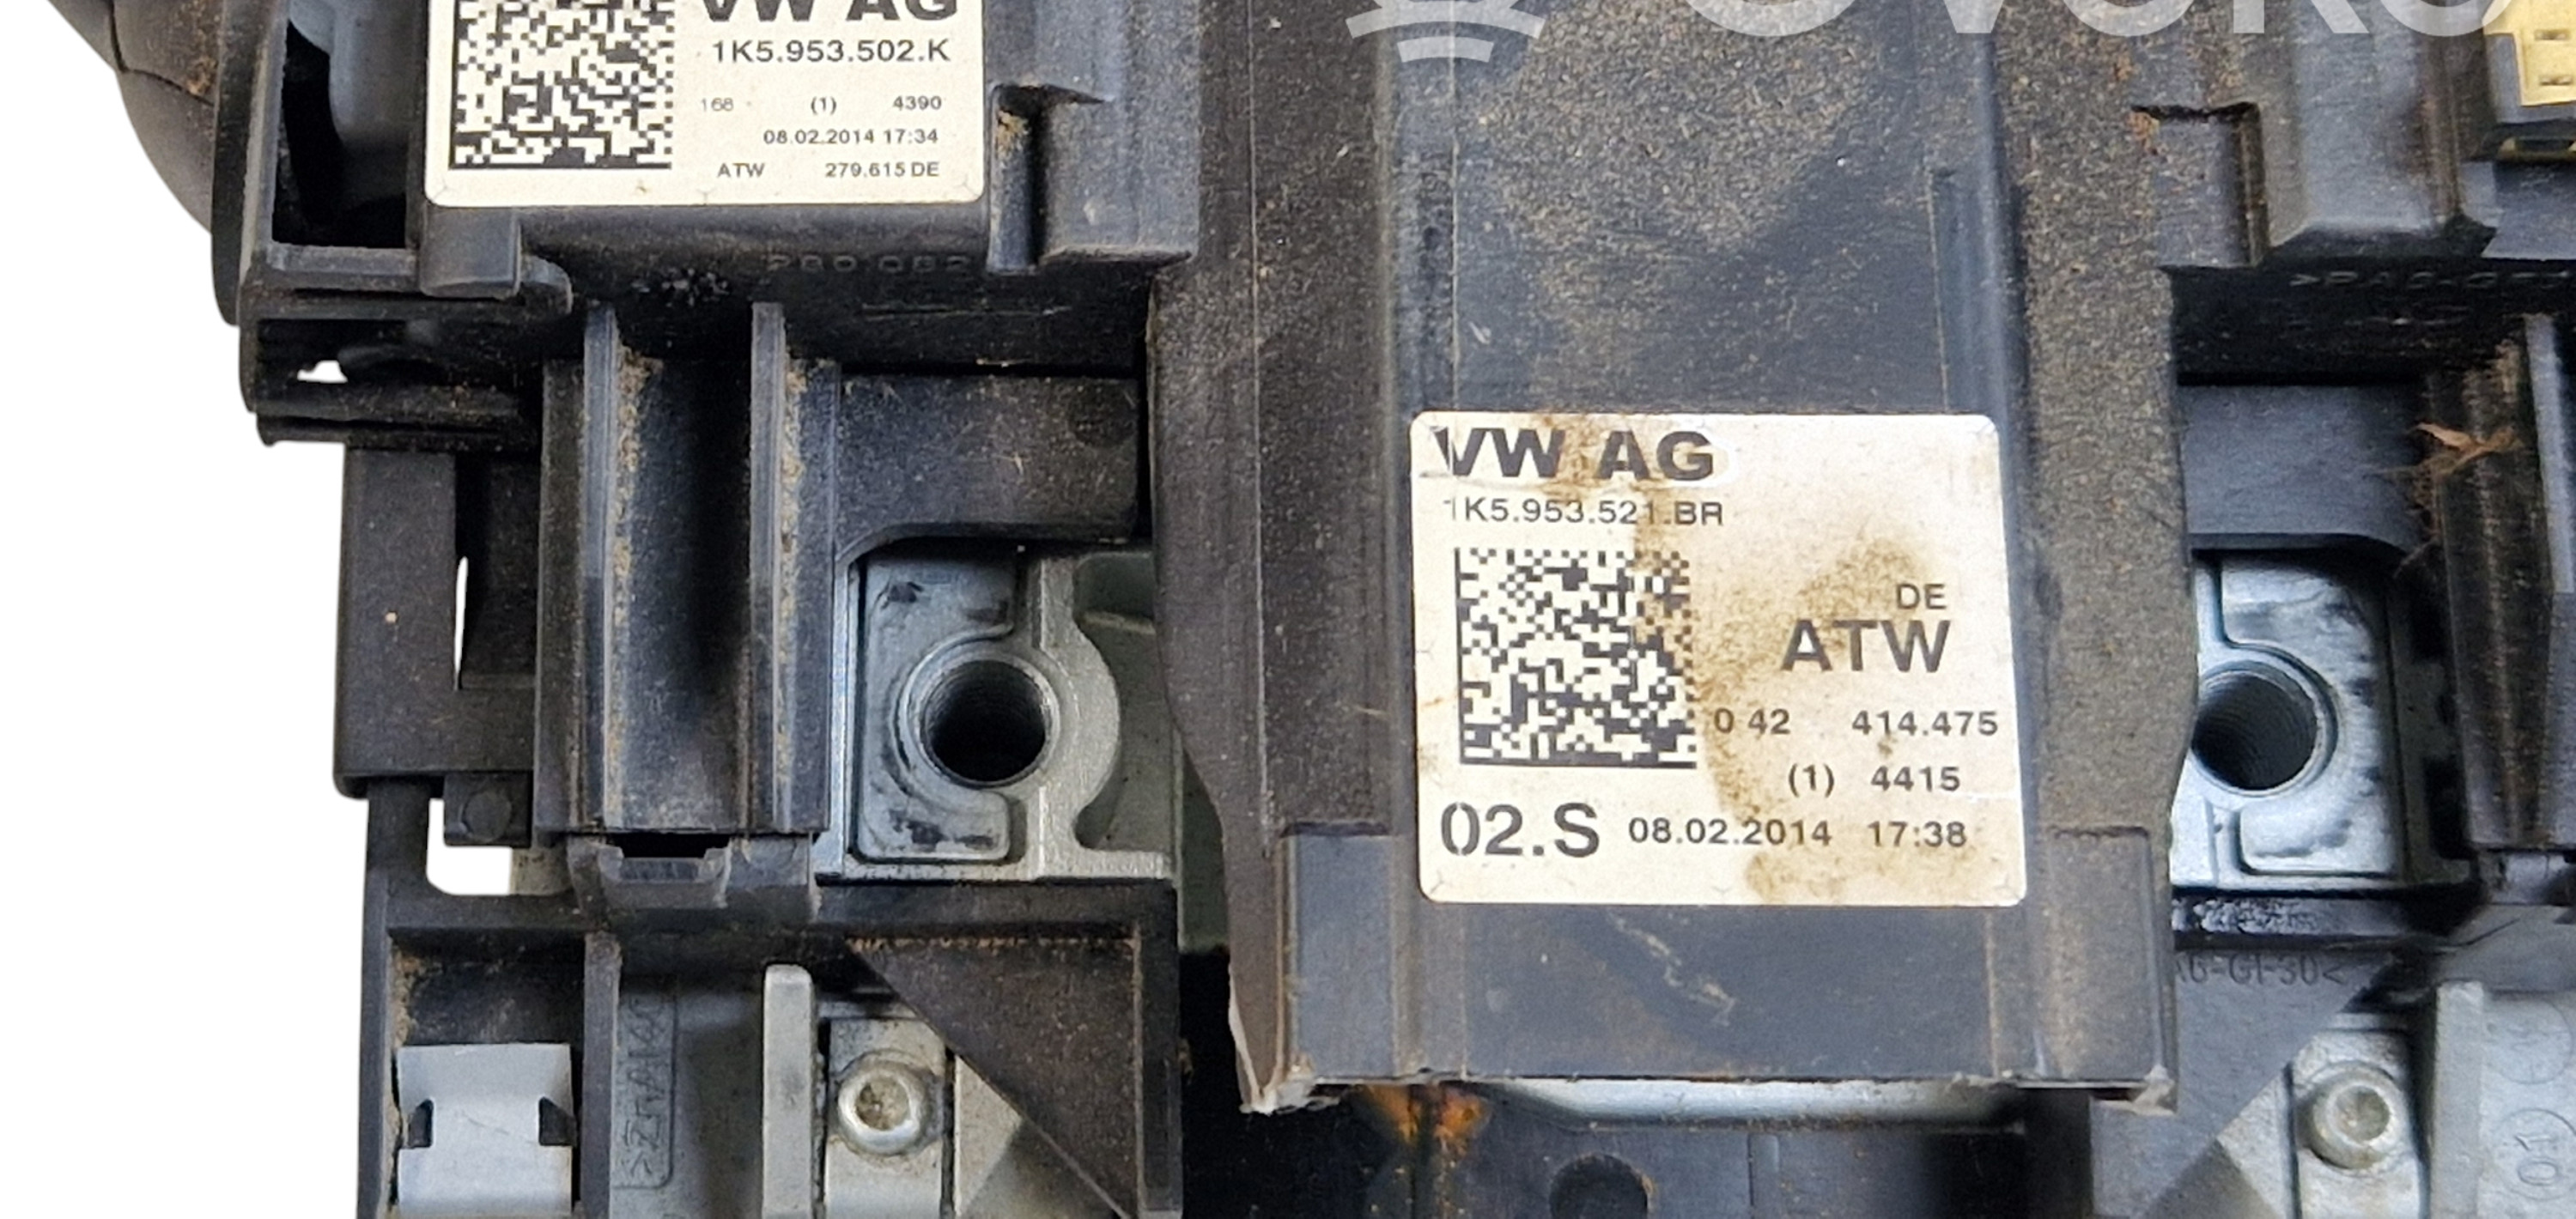 VW AG
1K5.953.502.K
168 (1) 4390
08.02.2014 17:34
ATW 279.615 DE
VW AG
1K5.953.521.BR
DE
ATW
0 42 414.475
(1) 4415
02.S 08.02.2014 17:38
01